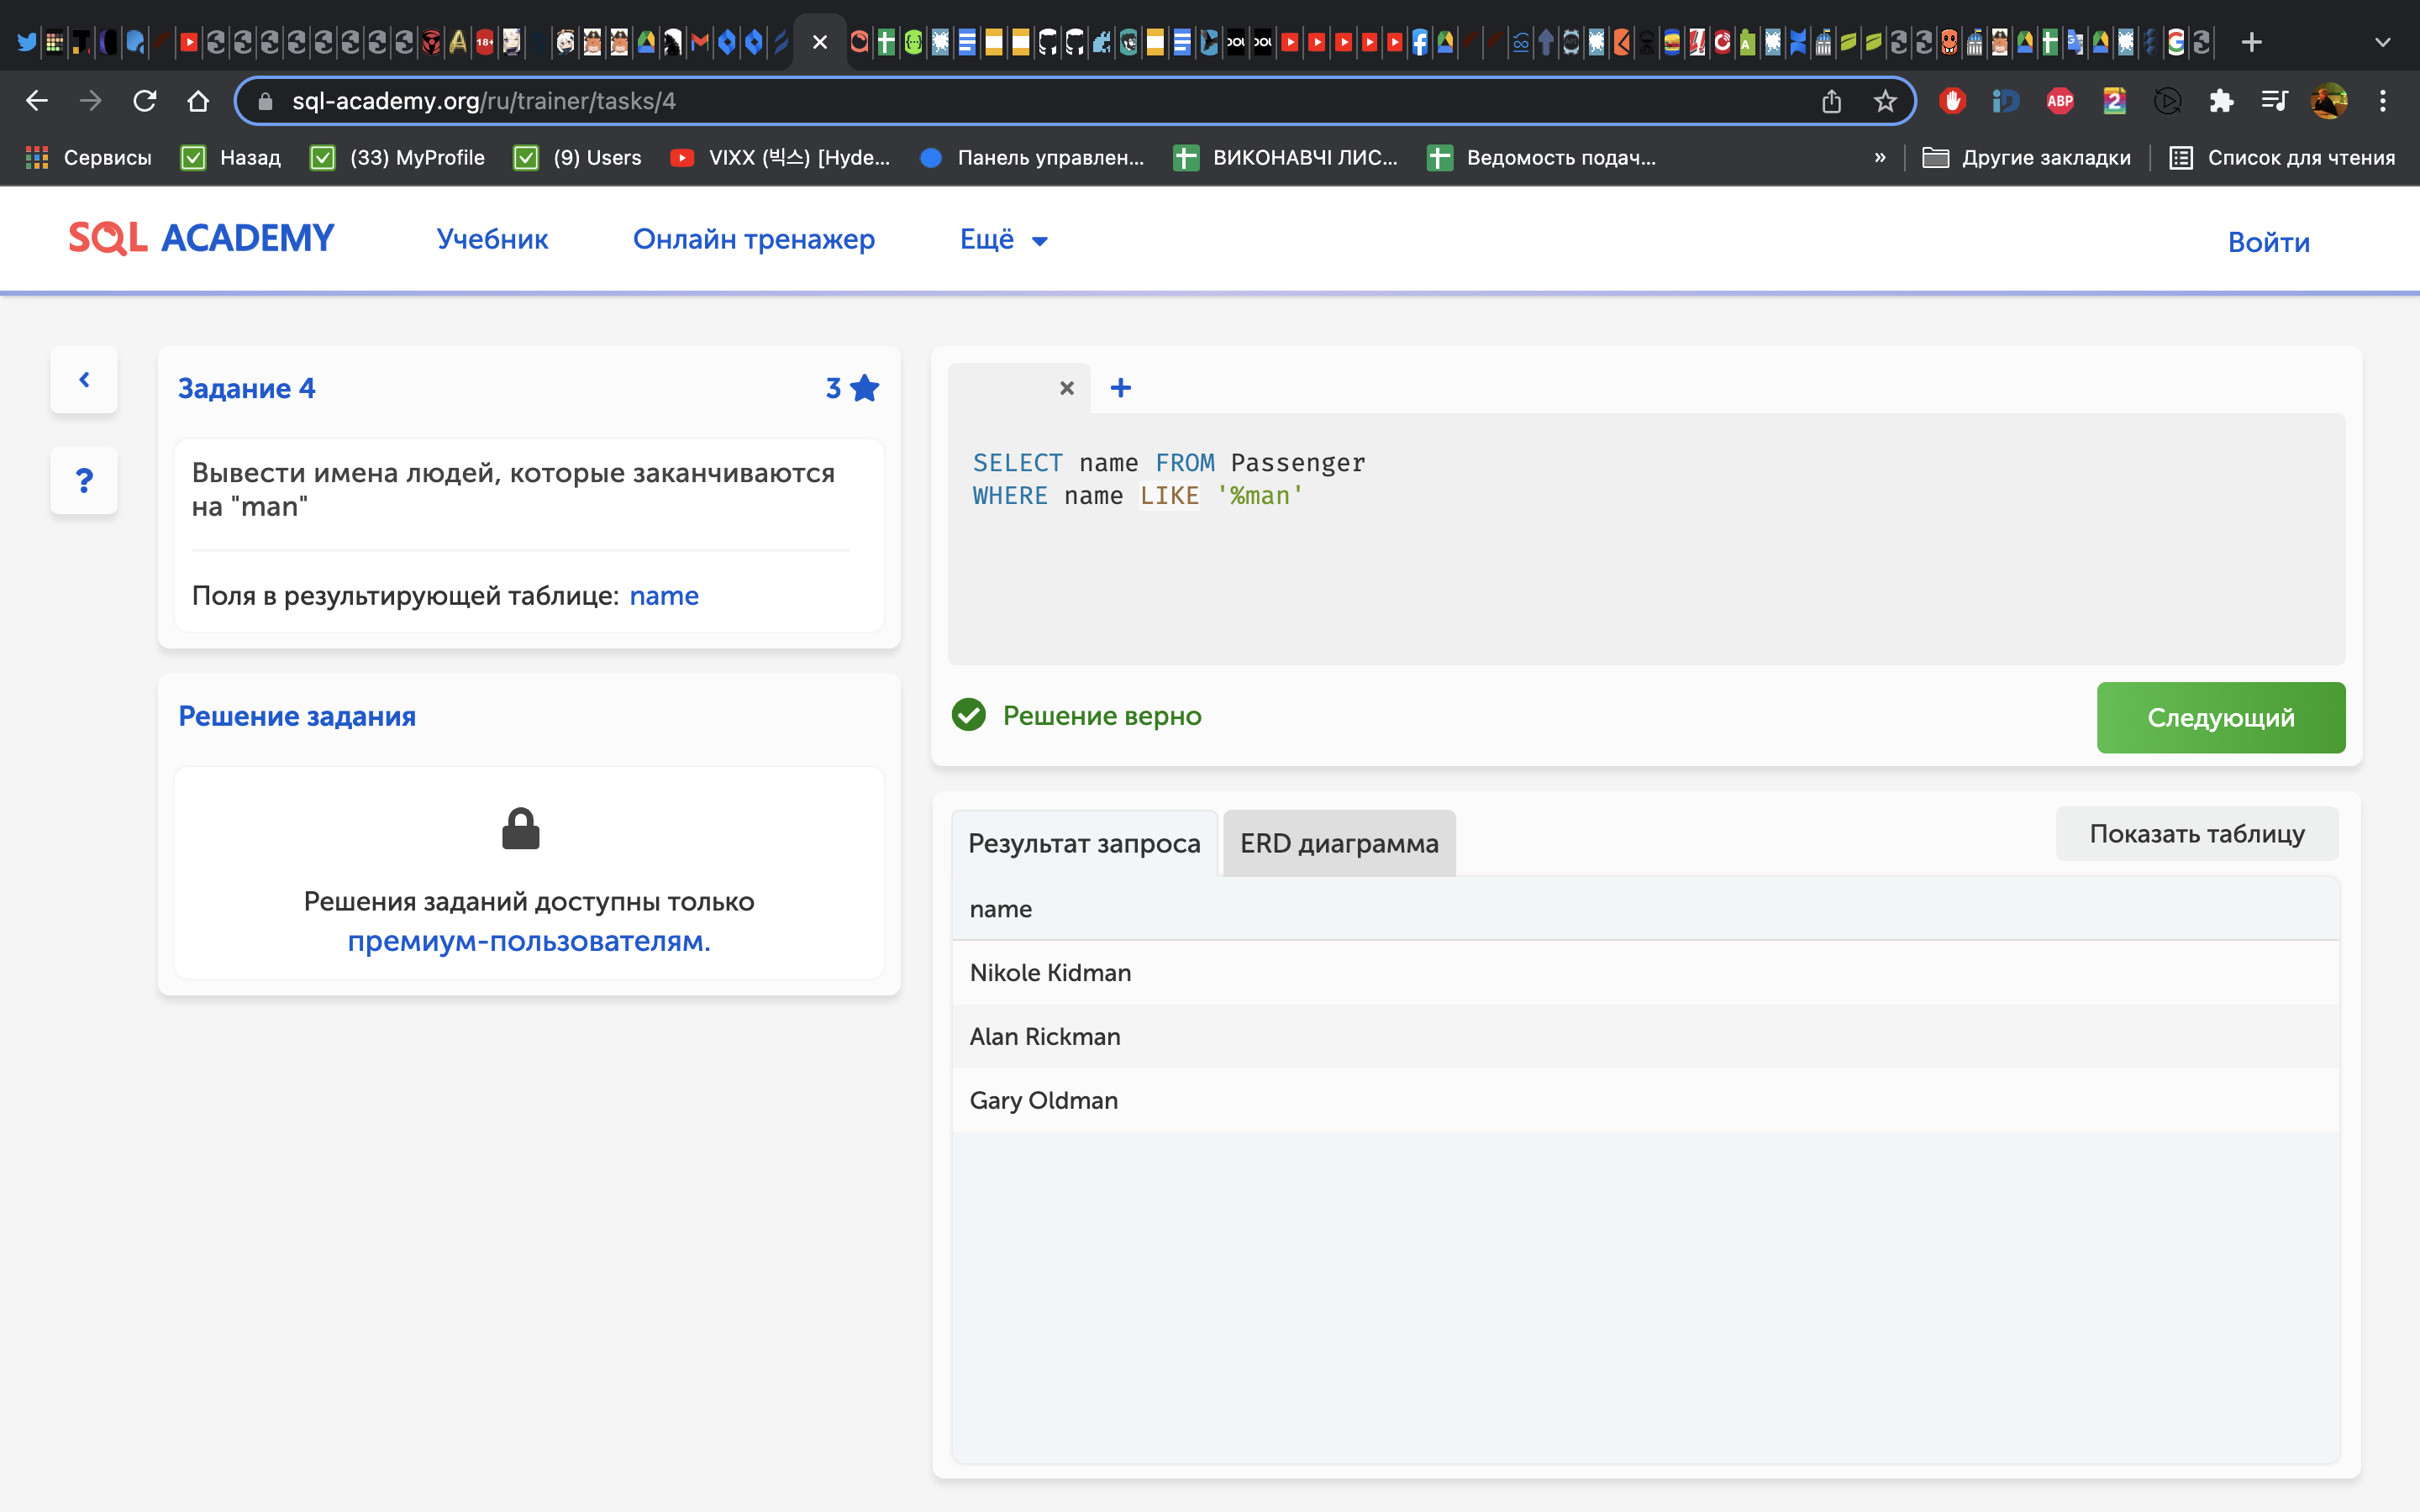 sql-academy.org/ru/trainer/tasks/4
ABP
2
Сервисы
Назад
(33) MyProfile
(9) Users
VIXX (빅스) [Hyde...
Панель управлен...
ВИКОНАВЧІ ЛИС...
Ведомость подач...
»
Другие закладки
Список для чтения
SQL ACADEMY
Учебник
Онлайн тренажер
Ещё
Войти
Задание 4
3
?
Вывести имена людей, которые заканчиваются
на "man"
Поля в результирующей таблице: name
Решение задания
Решения заданий доступны только
премиум-пользователям.
SELECT name FROM Passenger
WHERE name LIKE '%man'
Решение верно
Следующий
Результат запроса
ERD диаграмма
Показать таблицу
name
Nikole Kidman
Alan Rickman
Gary Oldman